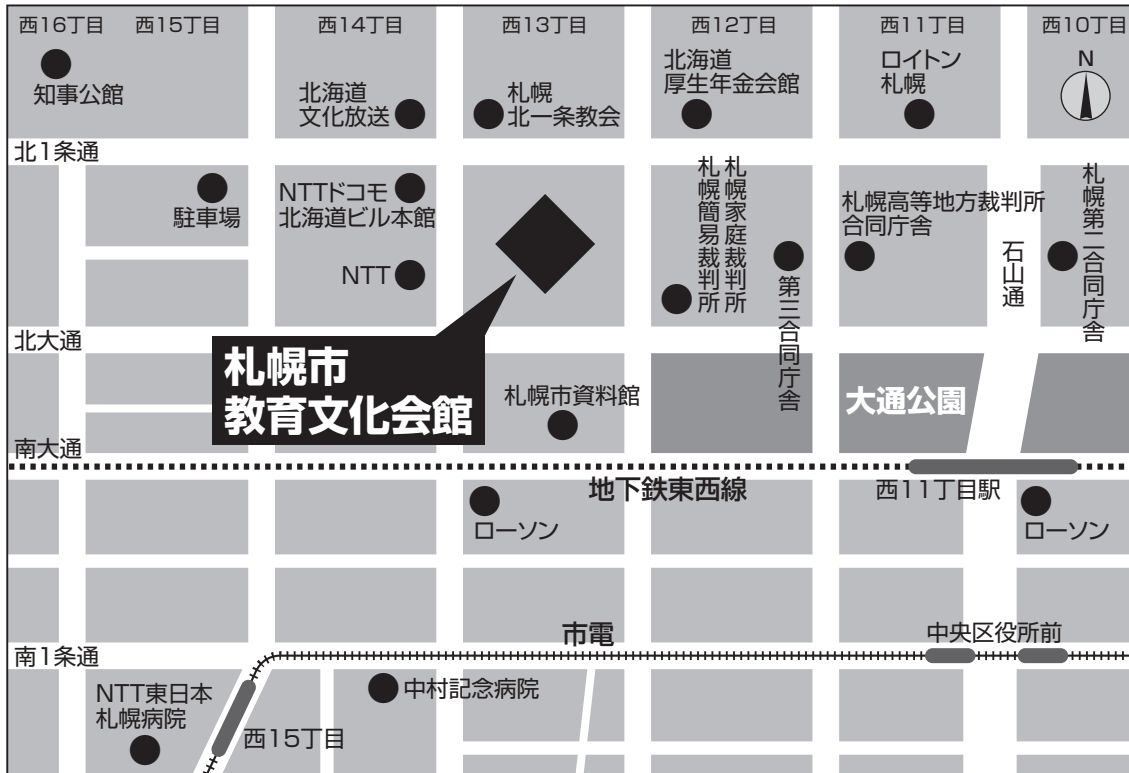 西16丁目
西15丁目
西14丁目
西13丁目
西12丁目
西11丁目
西10丁目
知事公館
北海道
文化放送
札幌
北一条教会
北海道
厚生年金会館
ロイトン
札幌
N
北1条通
駐車場
NTTドコモ
北海道ビル本館
NTT
札幌家庭裁判所
札幌簡易裁判所
第三合同庁舎
札幌高等地方裁判所
合同庁舎
石山通
札幌第二合同庁舎
北大通
札幌市
教育文化会館
札幌市資料館
大通公園
南大通
地下鉄東西線
西11丁目駅
ローソン
ローソン
市電
中央区役所前
南1条通
NTT東日本
札幌病院
西15丁目
中村記念病院